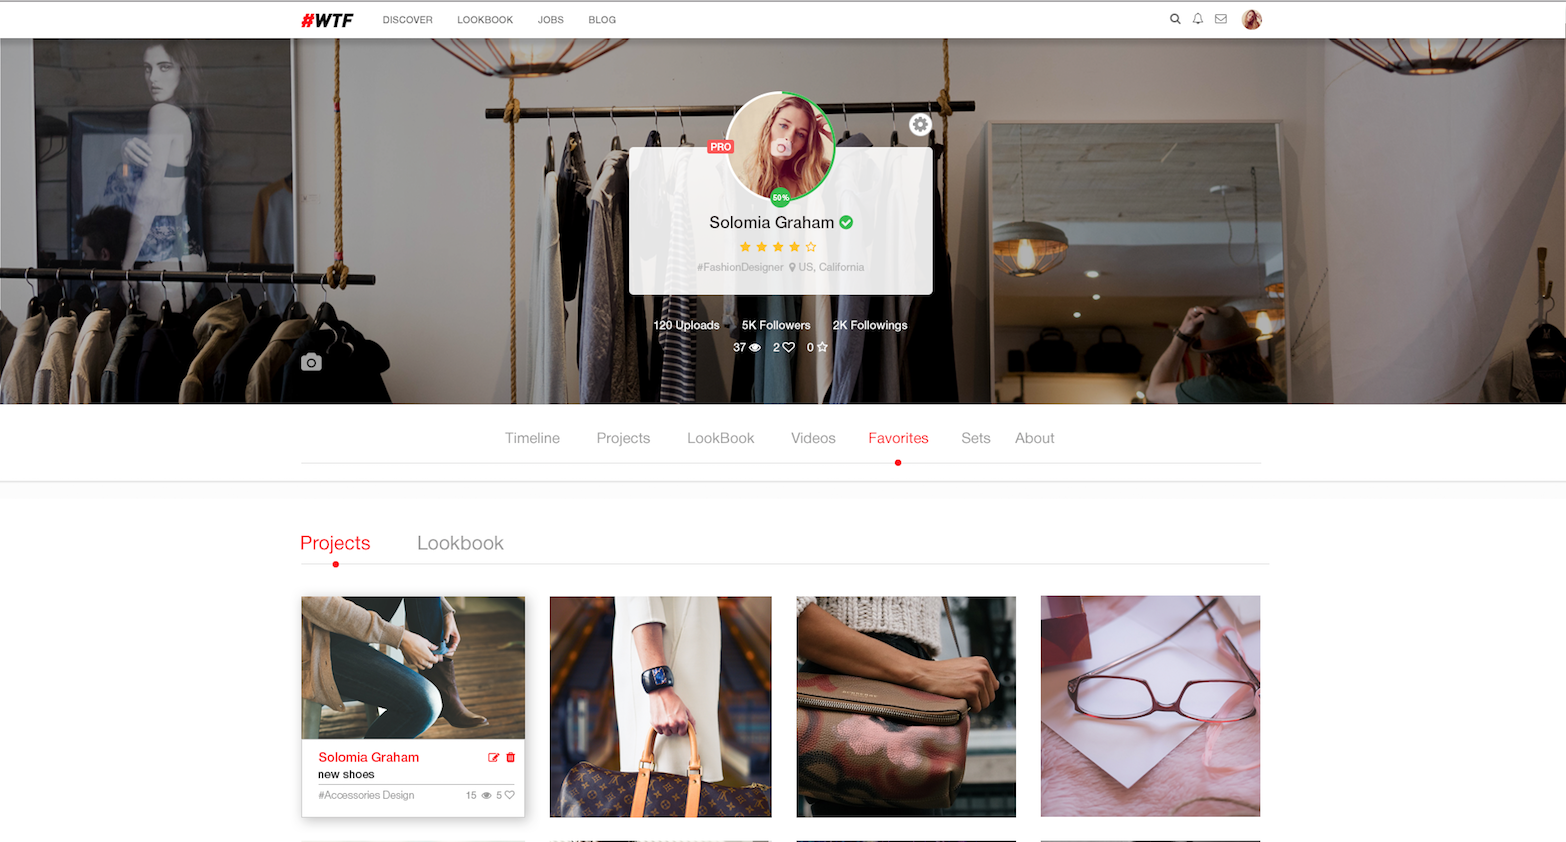 #WTF DISCOVER LOOKBOOK JOBS BLOG
PRO
50%
Solomia Graham
#FashionDesigner US, California
120 Uploads 5K Followers 2K Followings
37 2 0
Timeline Projects LookBook Videos Favorites Sets About
Projects Lookbook
BURBERRY
Solomia Graham
new shoes
#Accessories Design 15 5